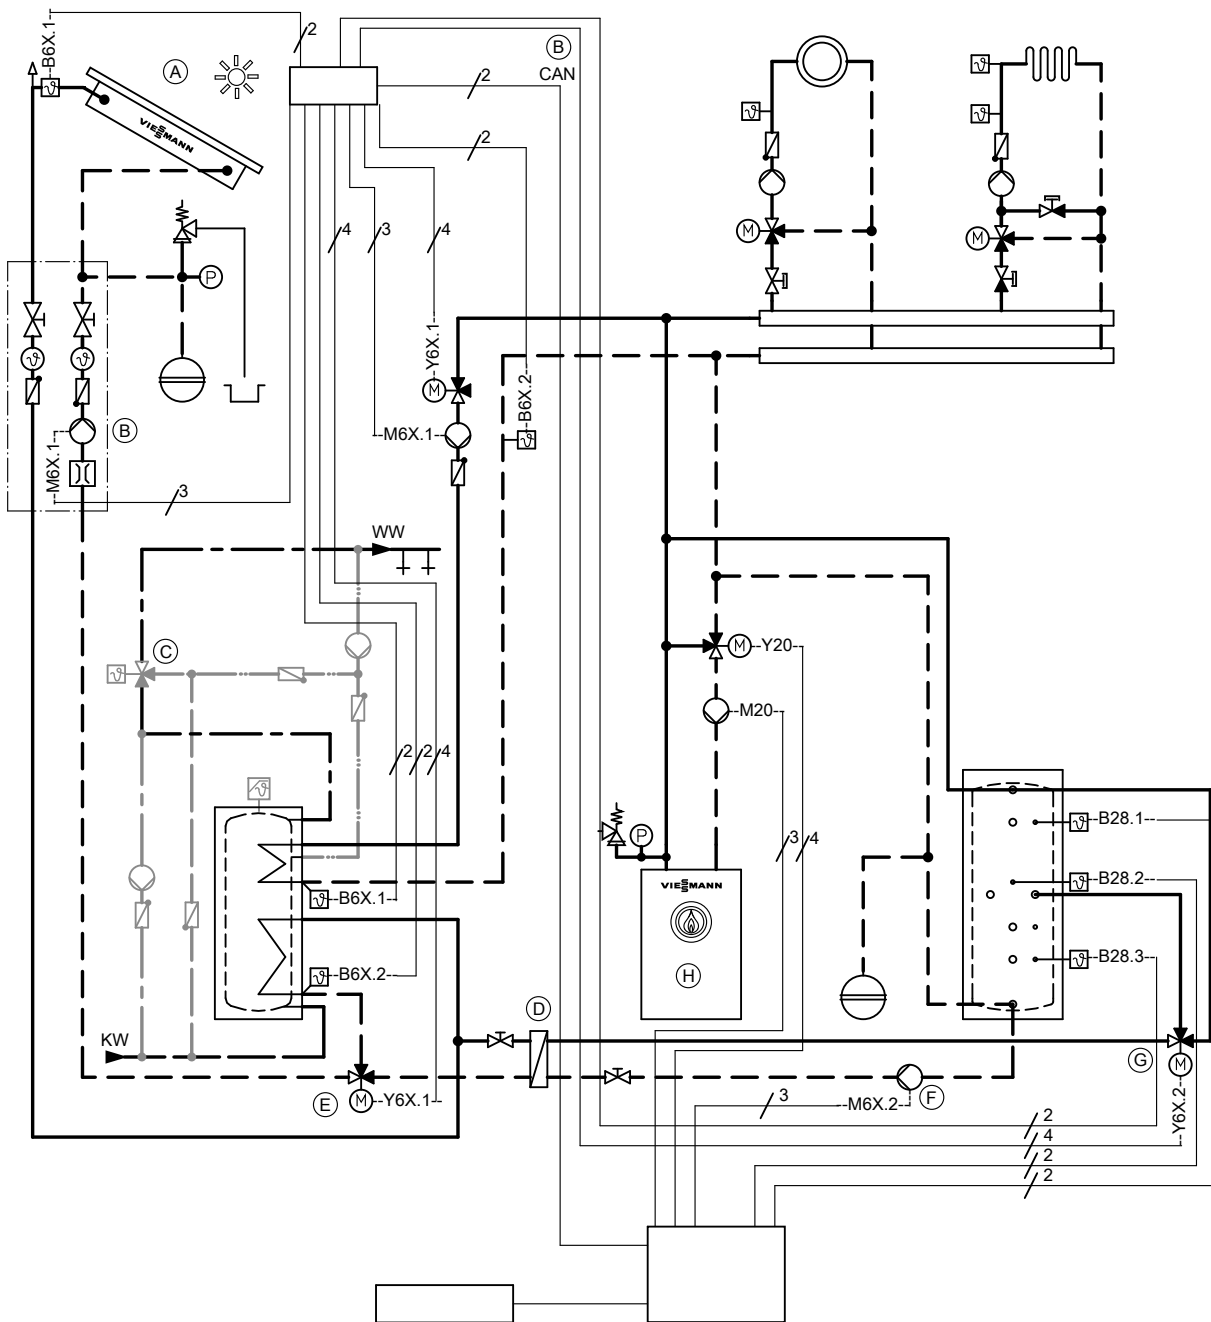 B6X.1--
2
3
B
CAN
A
2
VIESMANN
2
4
3
4
M
M
P
--Y6X.1--
M
--B6X.2--
--M6X.1--
B
--M6X.1--
3
WW
C
M
--Y20--
--M20--
2
2
4
P
--B28.1--
3
4
VIESMANN
--B28.2--
--B6X.1--
--B28.3--
--B6X.2--
H
D
KW
G
M
E
M
--Y6X.1--
F
3
--M6X.2--
--Y6X.2--
2
4
2
2